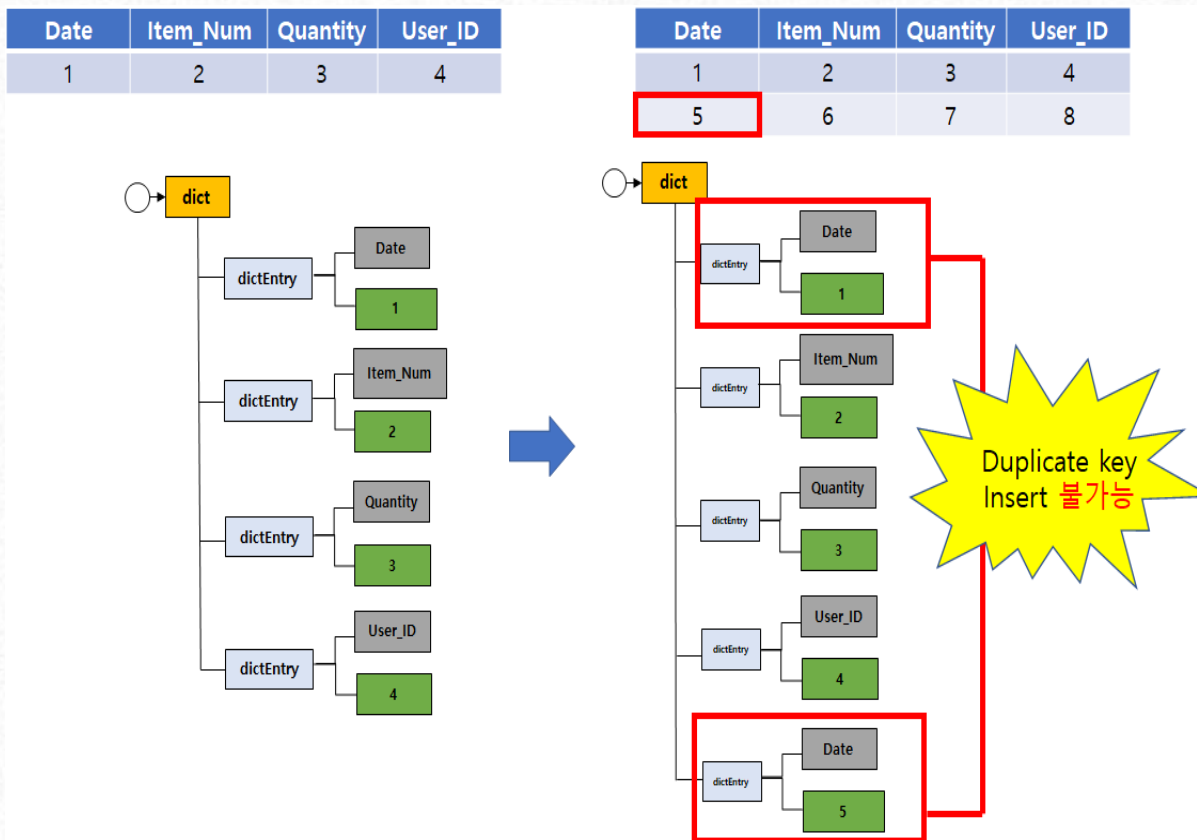 Date Item_Num Quantity User_ID
1 2 3 4
Date Item_Num Quantity User_ID
1 2 3 4
5 6 7 8
dict
dictEntry
Date
1
dictEntry
Item_Num
2
dictEntry
Quantity
3
dictEntry
User_ID
4
dict
dictEntry
Date
1
dictEntry
Item_Num
2
dictEntry
Quantity
3
dictEntry
User_ID
4
dictEntry
Date
5
Duplicate key
Insert 불가능